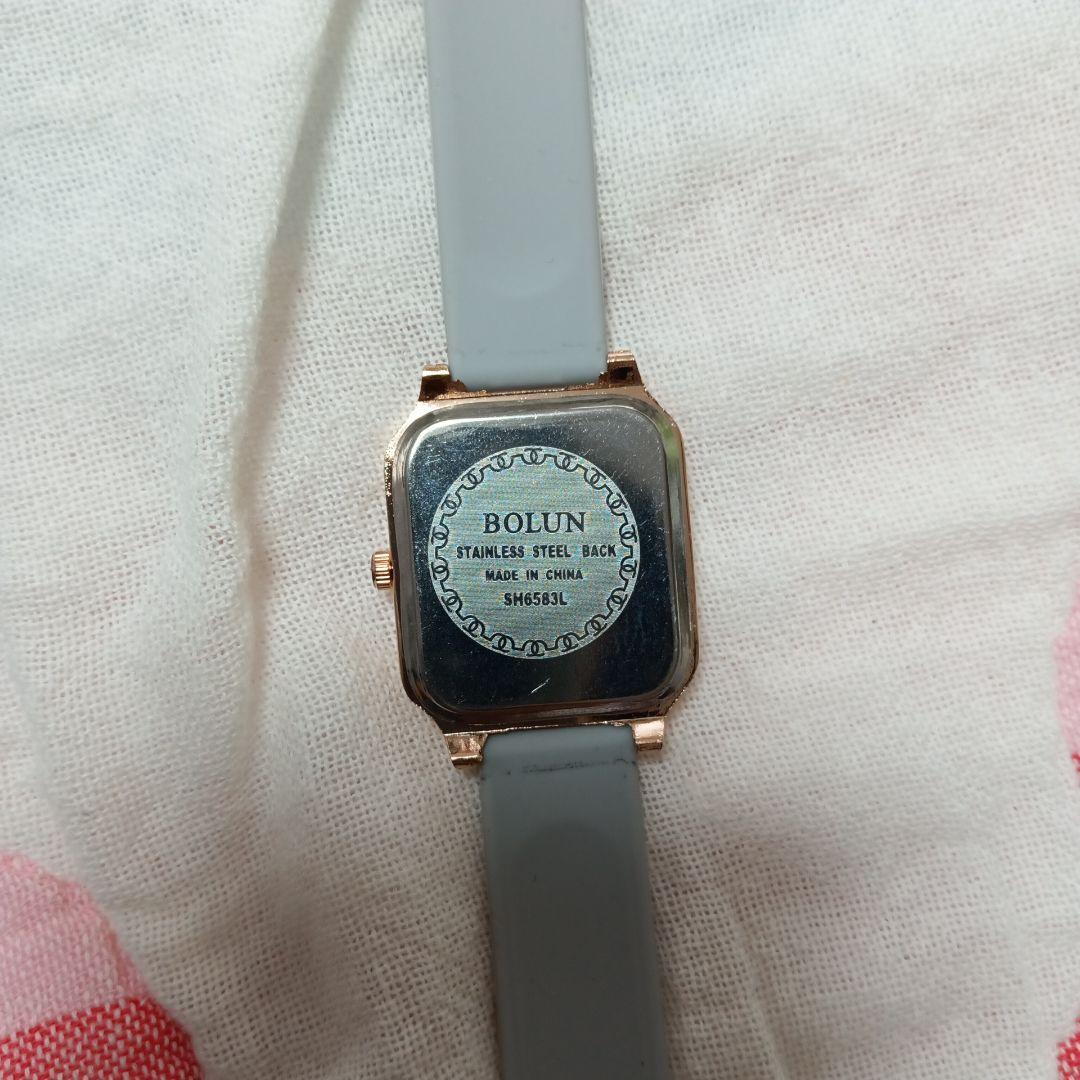 BOLUN
STAINLESS STEEL BACK
MADE IN CHINA
SH6583L